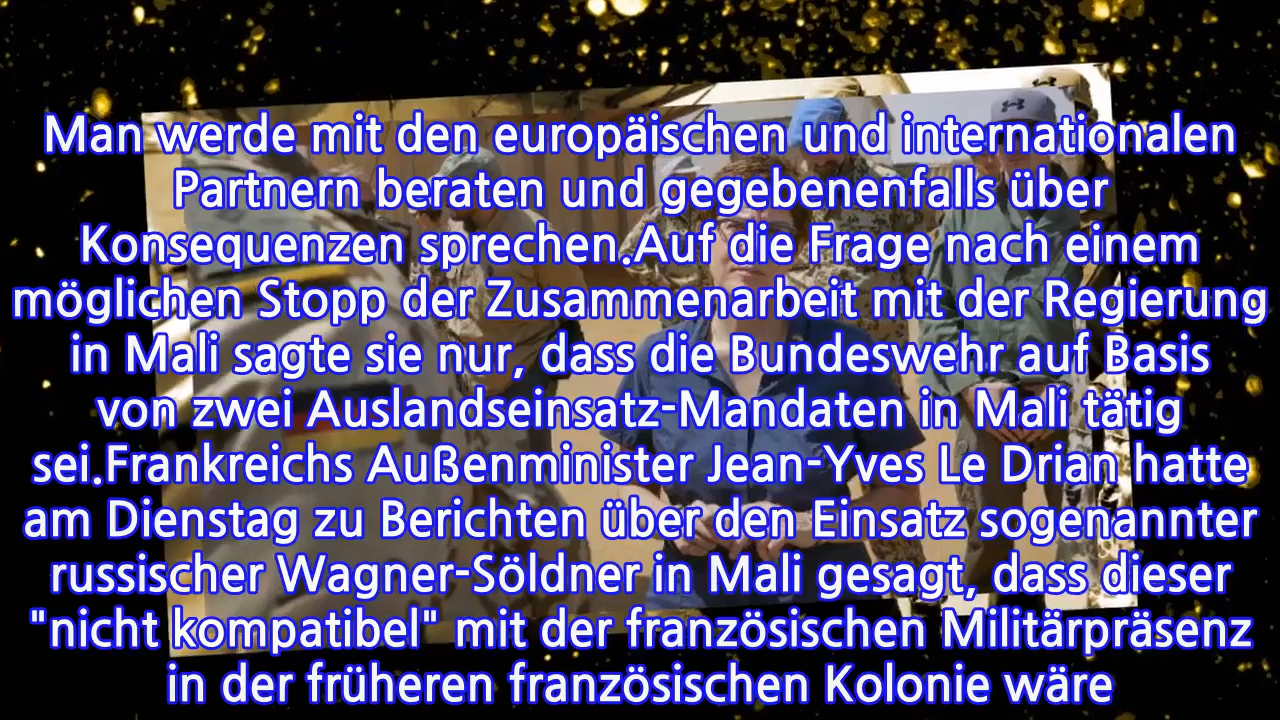 Man werde mit den europäischen und internationalen
Partnern beraten und gegebenenfalls über
Konsequenzen sprechen.Auf die Frage nach einem
möglichen Stopp der Zusammenarbeit mit der Regierung
in Mali sagte sie nur, dass die Bundeswehr auf Basis
von zwei Auslandseinsatz-Mandaten in Mali tätig
sei.Frankreichs Außenminister Jean-Yves Le Drian hatte
am Dienstag zu Berichten über den Einsatz sogenannter
russischer Wagner-Söldner in Mali gesagt, dass dieser
"nicht kompatibel" mit der französischen Militärpräsenz
in der früheren französischen Kolonie wäre